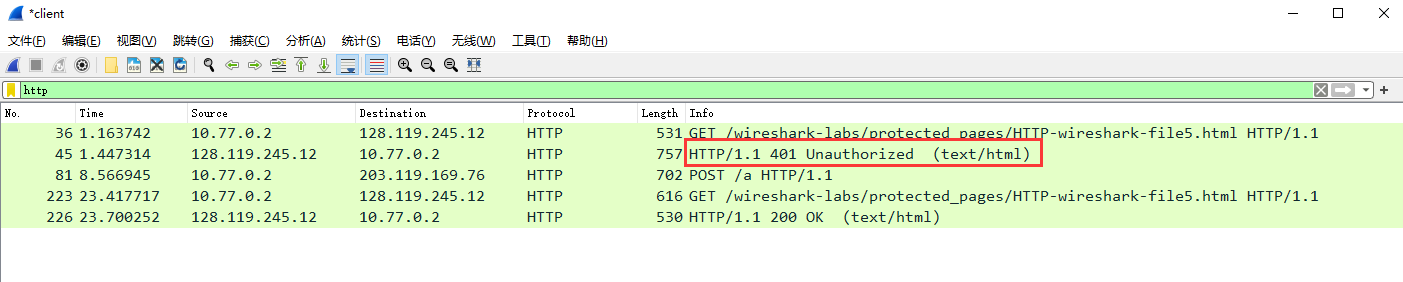 *client
文件(F) 编辑(E) 视图(V) 跳转(G) 捕获(C) 分析(A) 统计(S) 电话(Y) 无线(W) 工具(T) 帮助(H)
http
No. Time Source Destination Protocol Length Info
36 1.163742 10.77.0.2 128.119.245.12 HTTP 531 GET /wireshark-labs/protected_pages/HTTP-wireshark-file5.html HTTP/1.1
45 1.447314 128.119.245.12 10.77.0.2 HTTP 757 HTTP/1.1 401 Unauthorized (text/html)
81 8.566945 10.77.0.2 203.119.169.76 HTTP 702 POST /a HTTP/1.1
223 23.417717 10.77.0.2 128.119.245.12 HTTP 616 GET /wireshark-labs/protected_pages/HTTP-wireshark-file5.html HTTP/1.1
226 23.700252 128.119.245.12 10.77.0.2 HTTP 530 HTTP/1.1 200 OK (text/html)